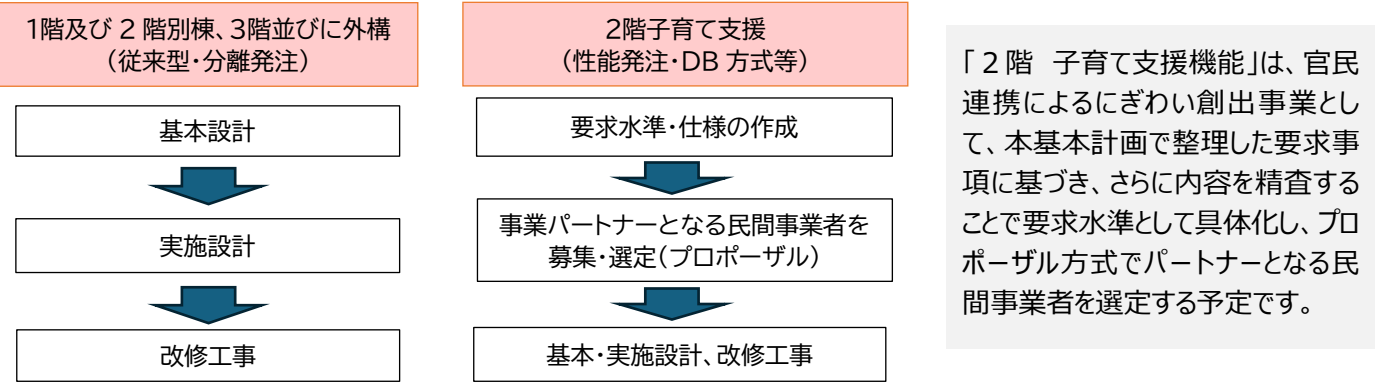 1階及び 2 階別棟、3階並びに外構
(従来型・分離発注)
基本設計
実施設計
改修工事
2階子育て支援
(性能発注・DB 方式等)
要求水準・仕様の作成
事業パートナーとなる民間事業者を
募集・選定(プロポーザル)
基本・実施設計、改修工事
「2階 子育て支援機能」は、官民
連携によるにぎわい創出事業とし
て、本基本計画で整理した要求事
項に基づき、さらに内容を精査する
ことで要求水準として具体化し、プロ
ポーザル方式でパートナーとなる民
間事業者を選定する予定です。